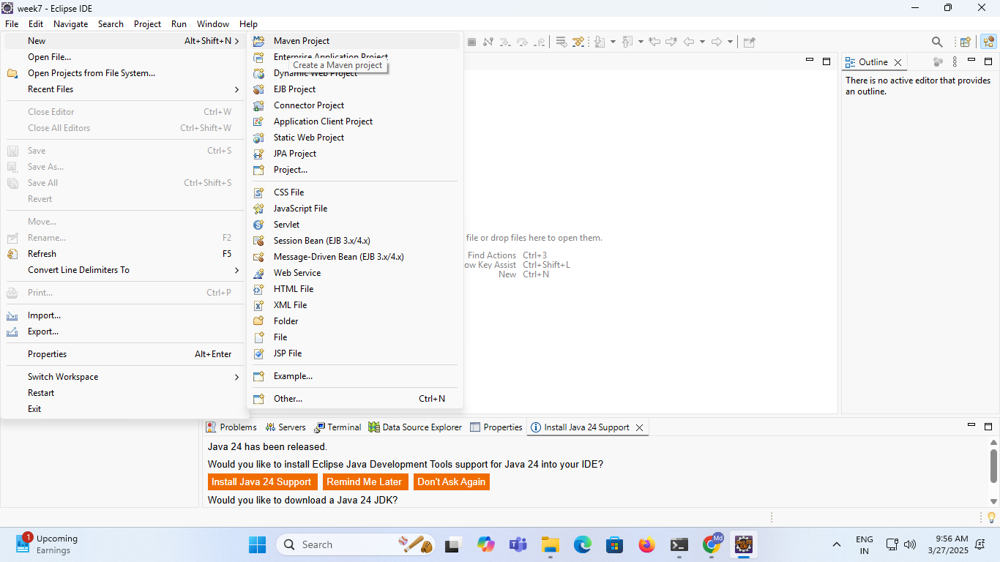 week7 - Eclipse IDE
File Edit Navigate Search Project Run Window Help
New Alt+Shift+N
Open File...
Open Projects from File System...
Recent Files
Close Editor Ctrl+W
Close All Editors Ctrl+Shift+W
Save Ctrl+S
Save As...
Save All Ctrl+Shift+S
Revert
Move...
Rename... F2
Refresh F5
Convert Line Delimiters To
Print... Ctrl+P
Import...
Export...
Properties Alt+Enter
Switch Workspace
Restart
Exit
Maven Project
Enterprise Application Project
Create a Maven project
Dynamic Web Project
EJB Project
Connector Project
Application Client Project
Static Web Project
JPA Project
Project...
CSS File
JavaScript File
Servlet
Session Bean (EJB 3.x/4.x)
Message-Driven Bean (EJB 3.x/4.x)
Web Service
HTML File
XML File
Folder
File
JSP File
Example...
Other... Ctrl+N
file or drop files here to open them.
Find Actions Ctrl+3
ow Key Assist Ctrl+Shift+L
New Ctrl+N
Outline
There is no active editor that provides
an outline.
Problems Servers Terminal Data Source Explorer Properties Install Java 24 Support
Java 24 has been released.
Would you like to install Eclipse Java Development Tools support for Java 24 into your IDE?
Install Java 24 Support Remind Me Later Don't Ask Again
Would you like to download a Java 24 JDK?
1
Upcoming
Earnings
Search
Md
Java EE
IDE
ENG
IN
9:56 AM
3/27/2025